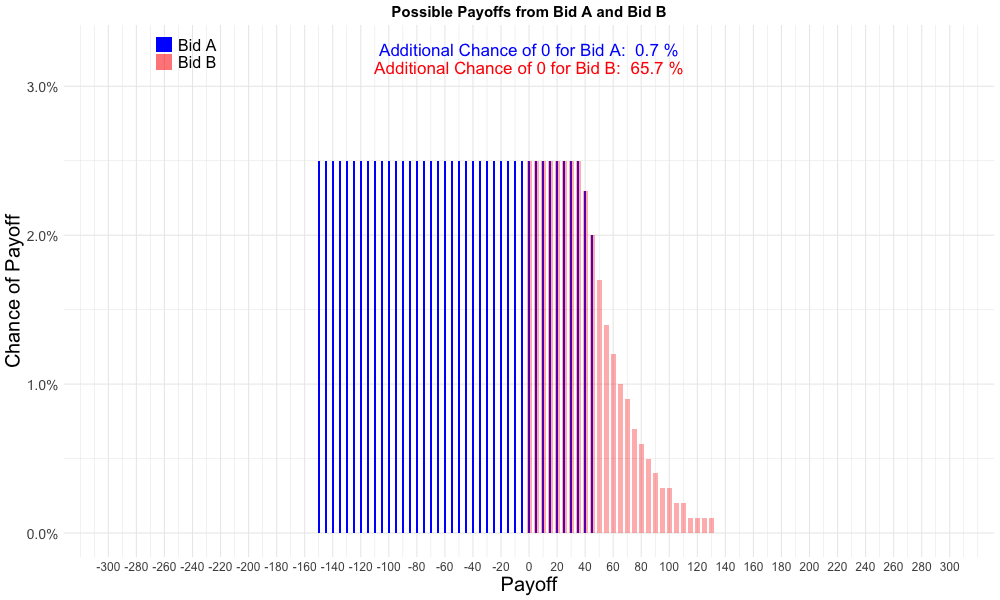 Possible Payoffs from Bid A and Bid B
Bid A
Bid B
Additional Chance of 0 for Bid A:  0.7 %
Additional Chance of 0 for Bid B:  65.7 %
Chance of Payoff
3.0%
2.0%
1.0%
0.0%
-300 -280 -260 -240 -220 -200 -180 -160 -140 -120 -100 -80 -60 -40 -20 0 20 40 60 80 100 120 140 160 180 200 220 240 260 280 300
Payoff